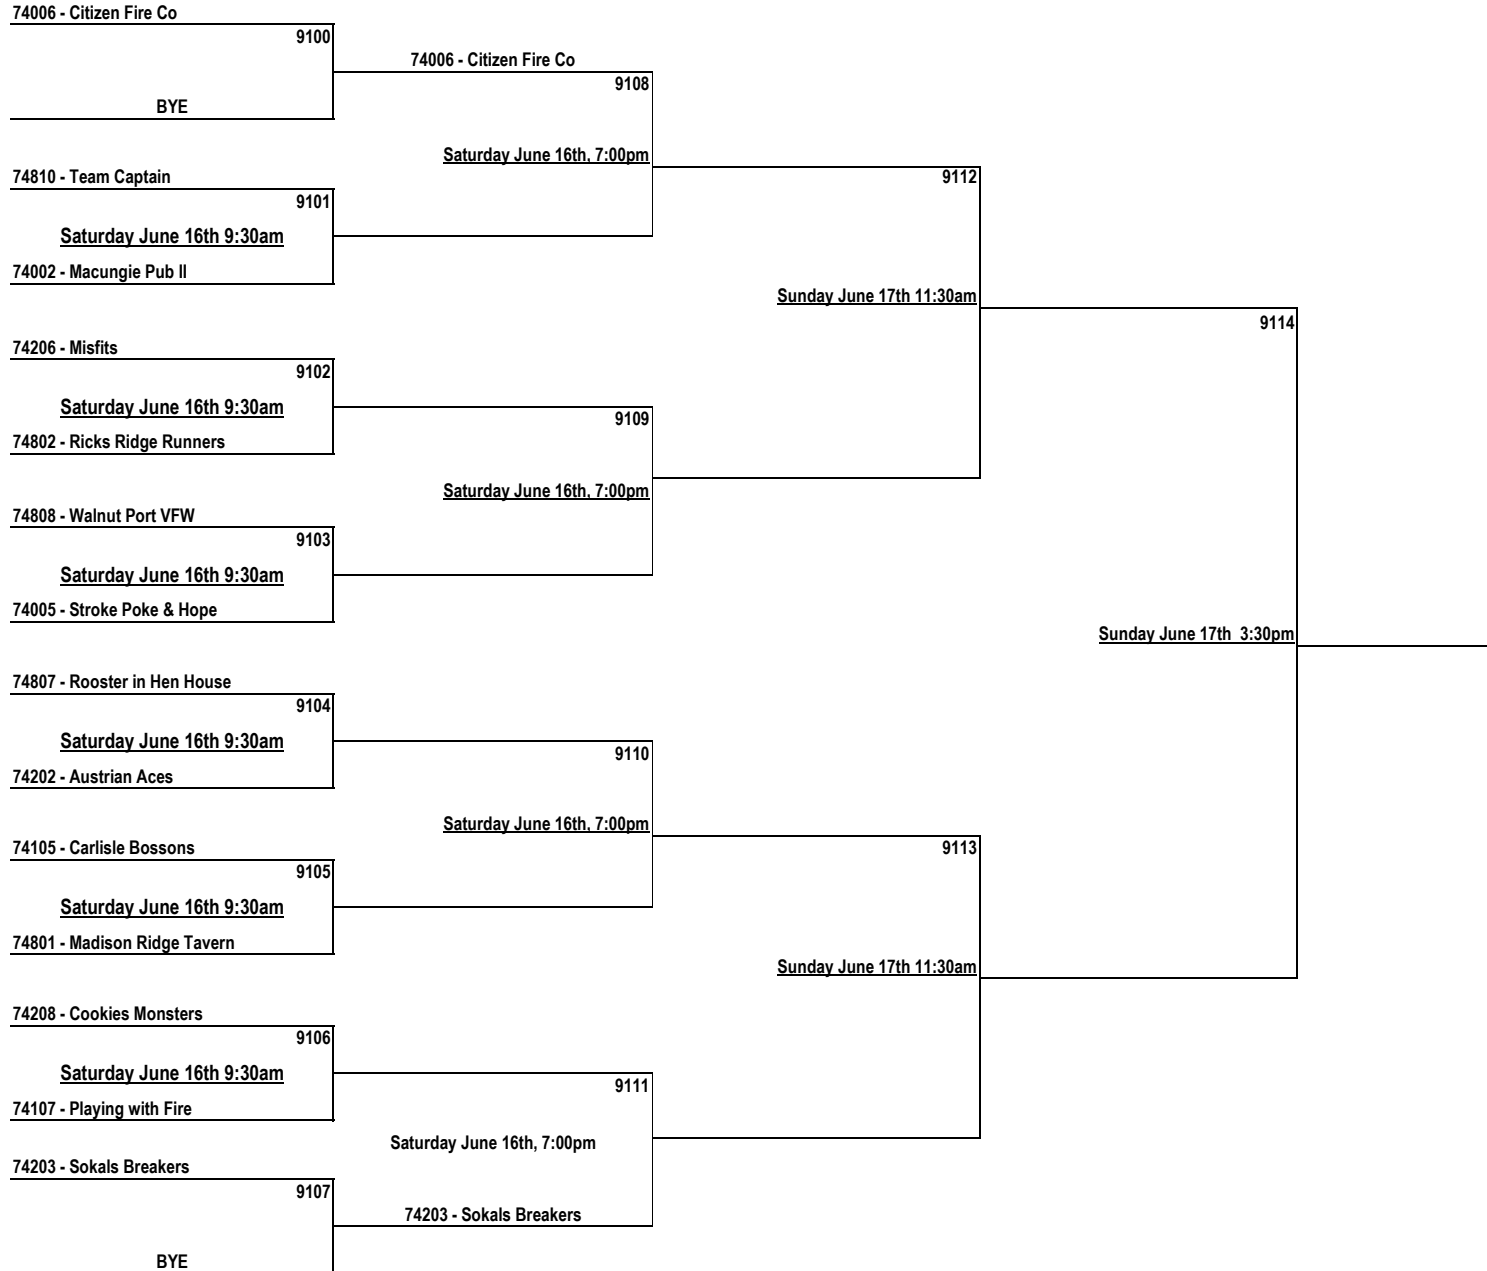 74006 - Citizen Fire Co
9100
74006 - Citizen Fire Co
9108
BYE
Saturday June 16th, 7:00pm
74810 - Team Captain
9112
9101
Saturday June 16th 9:30am
74002 - Macungie Pub II
Sunday June 17th 11:30am
9114
74206 - Misfits
9102
Saturday June 16th 9:30am
9109
74802 - Ricks Ridge Runners
Saturday June 16th, 7:00pm
74808 - Walnut Port VFW
9103
Saturday June 16th 9:30am
74005 - Stroke Poke & Hope
Sunday June 17th  3:30pm
74807 - Rooster in Hen House
9104
Saturday June 16th 9:30am
9110
74202 - Austrian Aces
Saturday June 16th, 7:00pm
74105 - Carlisle Bossons
9113
9105
Saturday June 16th 9:30am
74801 - Madison Ridge Tavern
Sunday June 17th 11:30am
74208 - Cookies Monsters
9106
Saturday June 16th 9:30am
9111
74107 - Playing with Fire
Saturday June 16th, 7:00pm
74203 - Sokals Breakers
9107
74203 - Sokals Breakers
BYE